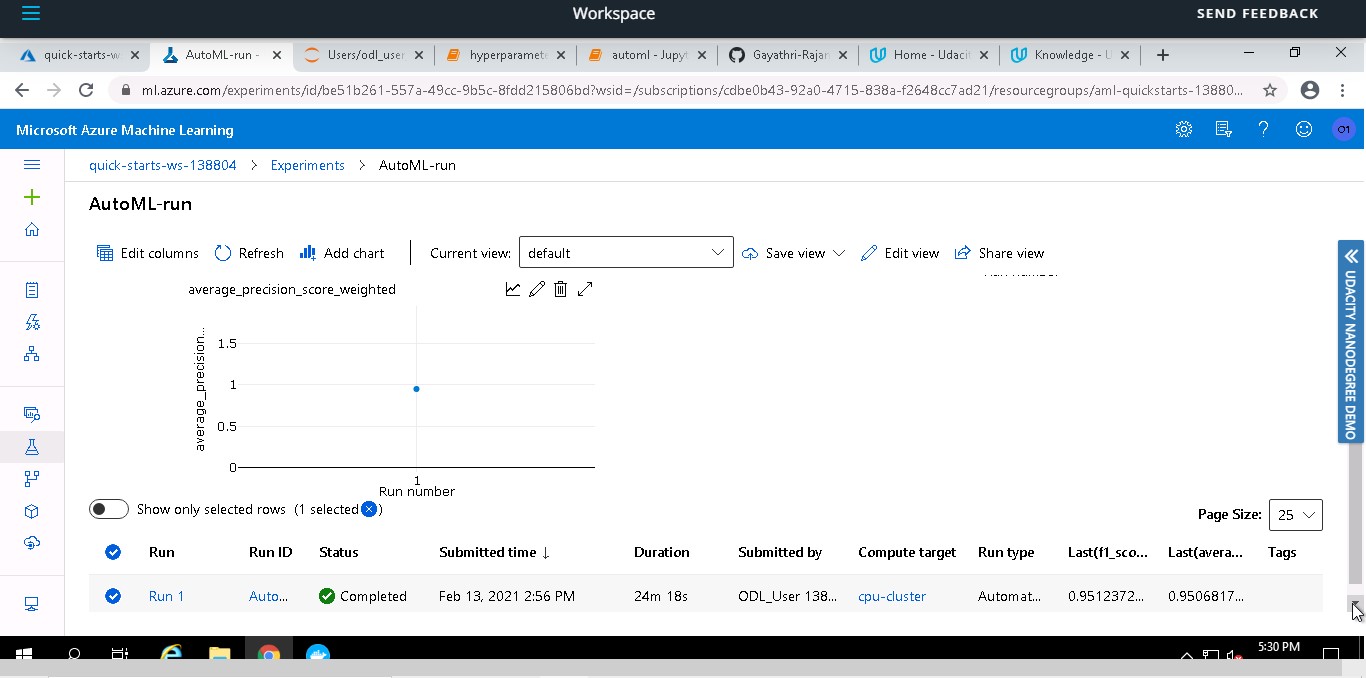 Workspace
SEND FEEDBACK
quick-starts-w
AutoML-run -
Users/odl_user
hyperparamet
automl - Jupyt
Gayathri-Rajan
Home - Udacit
Knowledge - U
ml.azure.com/experiments/id/be51b261-557a-49cc-9b5c-8fdd215806bd?wsid=/subscriptions/cdbe0b43-92a0-4715-838a-f2648cc7ad21/resourcegroups/aml-quickstarts-13880...
Microsoft Azure Machine Learning
O1
quick-starts-ws-138804 > Experiments > AutoML-run
AutoML-run
Edit columns Refresh Add chart Current view: default Save view Edit view Share view
average_precision_score_weighted
average_precision...
1.5
1
0.5
0
1
Run number
Show only selected rows (1 selected )
Page Size: 25
Run Run ID Status Submitted time ↓ Duration Submitted by Compute target Run type Last(f1_sco... Last(avera... Tags
Run 1 Auto... Completed Feb 13, 2021 2:56 PM 24m 18s ODL_User 138... cpu-cluster Automat... 0.9512372... 0.9506817...
UDACITY NANODEGREE DEMO
5:30 PM